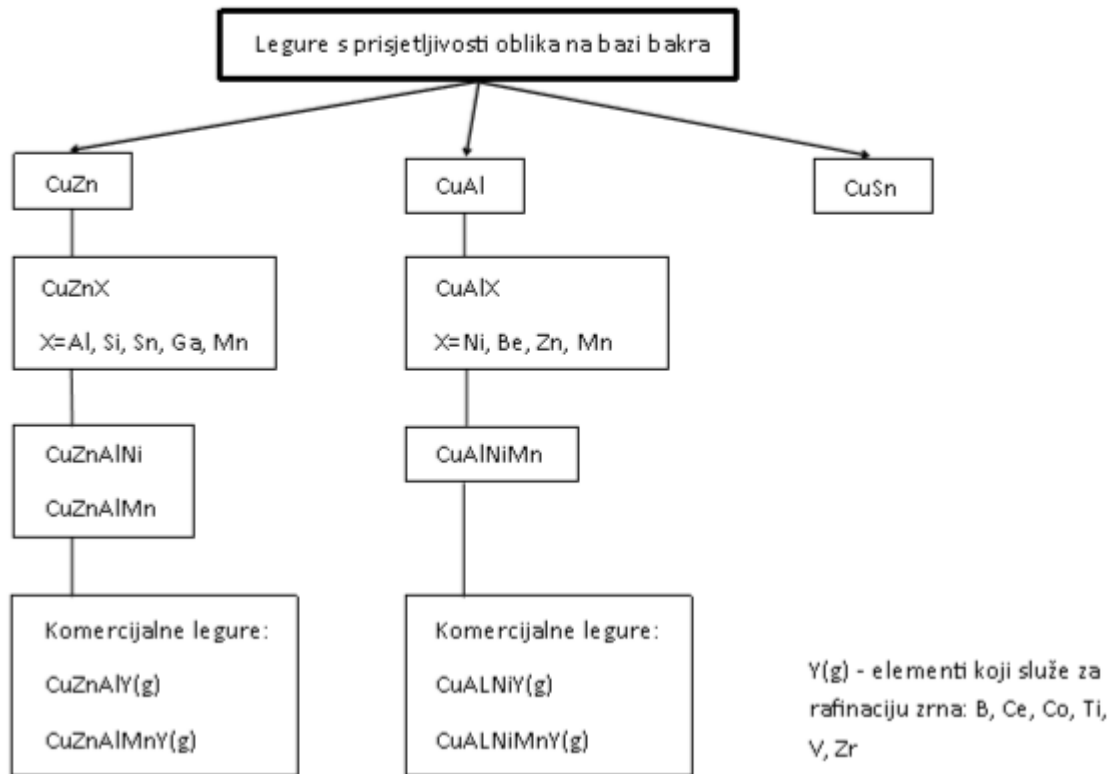 Legure s prisjetljivosti oblika na bazi bakra
CuZn
CuAl
CuSn
CuZnX
X=Al, Si, Sn, Ga, Mn
CuAlX
X=Ni, Be, Zn, Mn
CuZnAlNi
CuZnAlMn
CuAlNiMn
Komercijalne legure:
CuZnAlY(g)
CuZnAlMnY(g)
Komercijalne legure:
CuALNiY(g)
CuALNiMnY(g)
Y(g) - elementi koji služe za
rafinaciju zrna: B, Ce, Co, Ti,
V, Zr